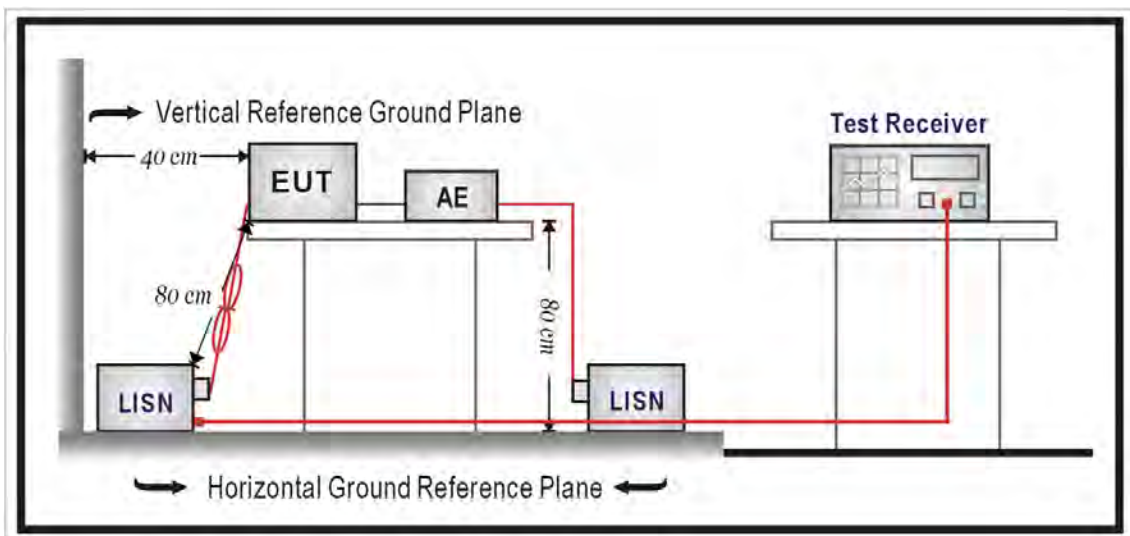 Vertical Reference Ground Plane
Test Receiver
40 cm
EUT
AE
80 cm
80 cm
LISN
LISN
Horizontal Ground Reference Plane